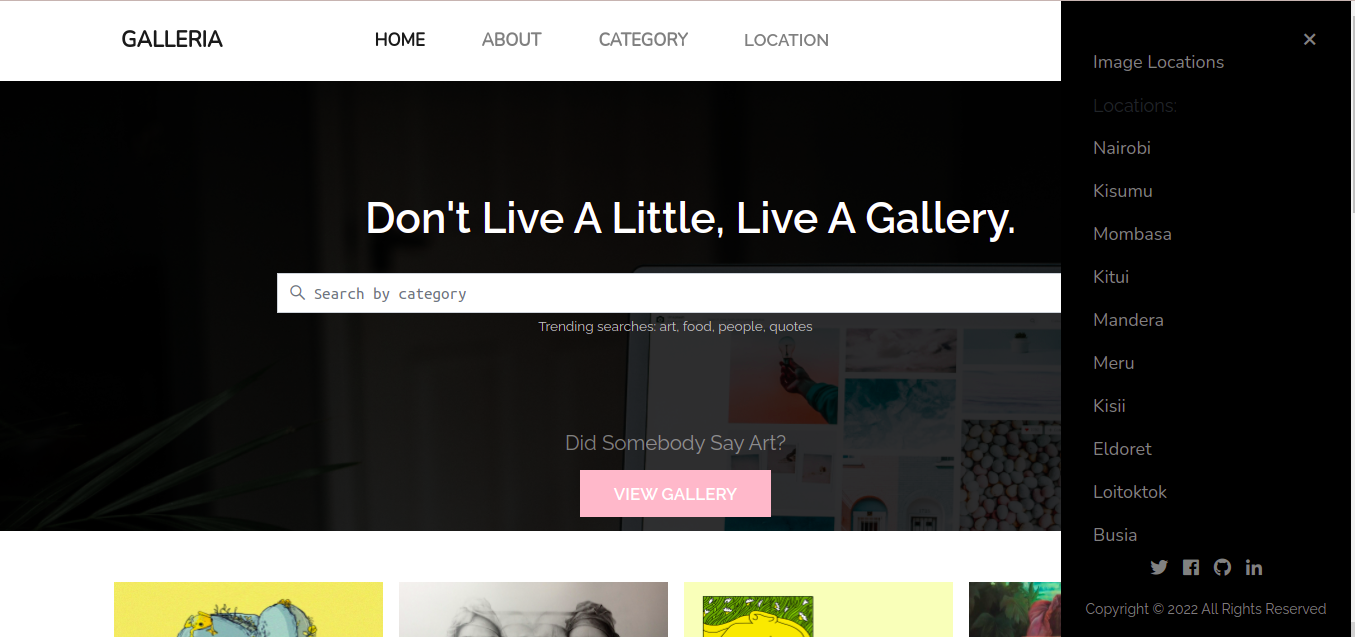 GALLERIA
HOME
ABOUT
CATEGORY
LOCATION
Don't Live A Little, Live A Gallery.
Search by category
Trending searches: art, food, people, quotes
Did Somebody Say Art?
VIEW GALLERY
×
Image Locations
Locations:
Nairobi
Kisumu
Mombasa
Kitui
Mandera
Meru
Kisii
Eldoret
Loitoktok
Busia
Copyright © 2022 All Rights Reserved